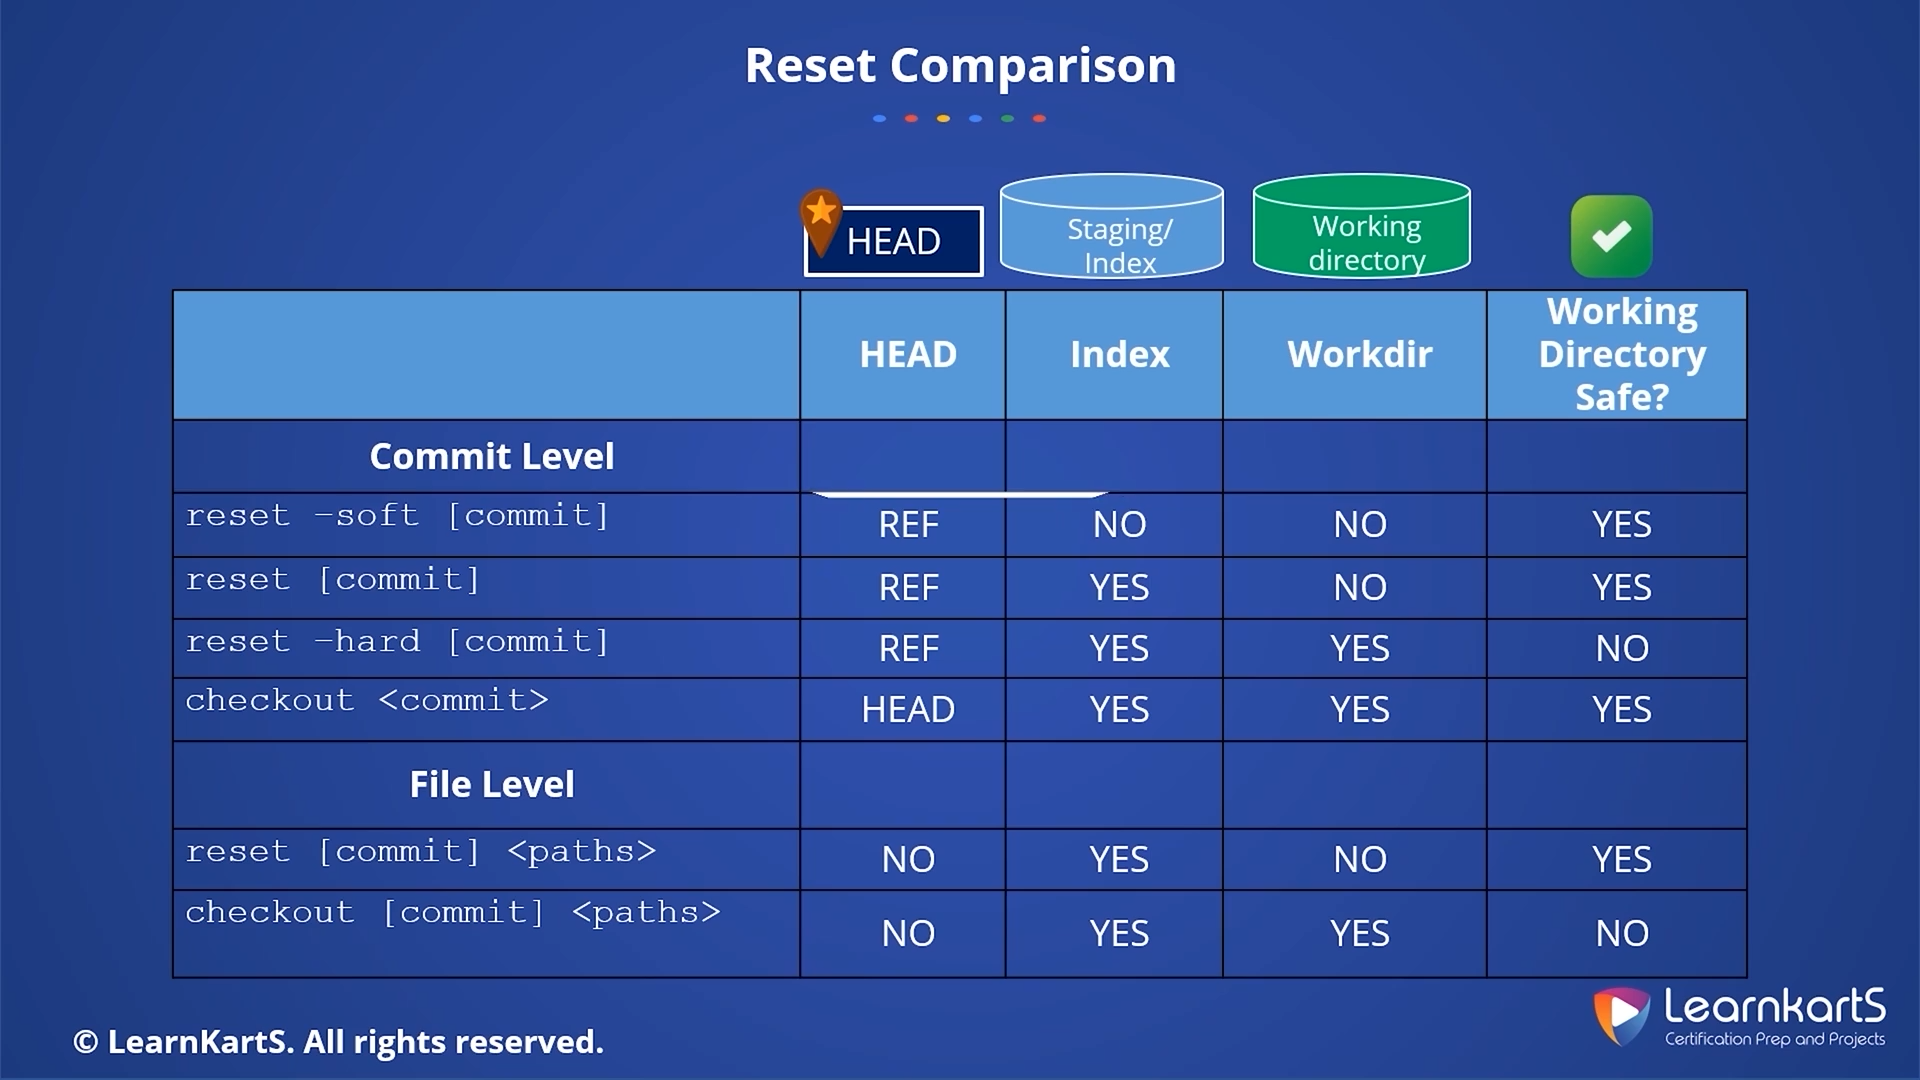 Reset Comparison
HEAD
Staging/
Index
Working
directory
HEAD
Index
Workdir
Working
Directory
Safe?
Commit Level
reset –soft [commit]
REF
NO
NO
YES
reset [commit]
REF
YES
NO
YES
reset –hard [commit]
REF
YES
YES
NO
checkout <commit>
HEAD
YES
YES
YES
File Level
reset [commit] <paths>
NO
YES
NO
YES
checkout [commit] <paths>
NO
YES
YES
NO
LearnkartS
Certification Prep and Projects
© LearnKartS. All rights reserved.